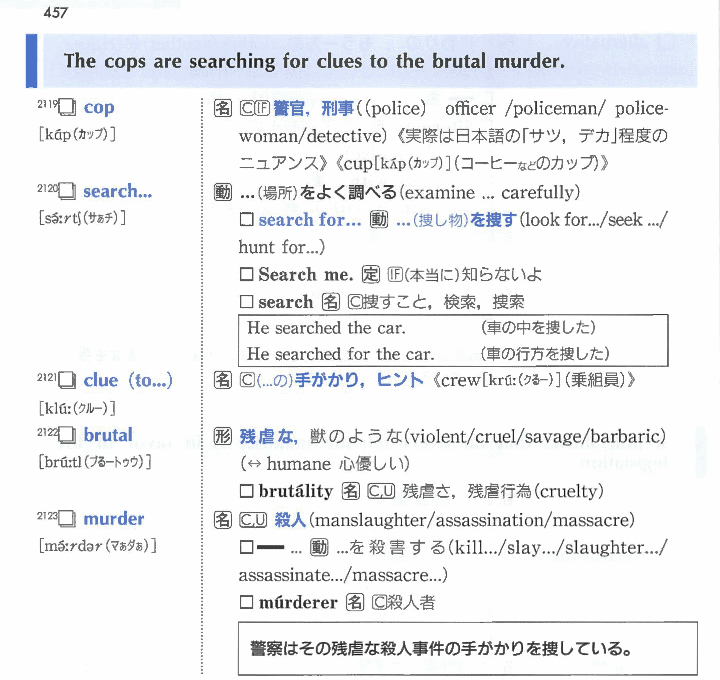 457
The cops are searching for clues to the brutal murder.
2119 □ cop
[kάp(カップ)]
名 C IF 警官，刑事((police) officer /policeman/ police-
woman/detective)《実際は日本語の「サツ，デカ」程度の
ニュアンス》《cup[kʌ́p(カップ)](コーヒーなどのカップ)》
2120 □ search...
[sə́ːrtʃ(サぁチ)]
動 ...(場所)をよく調べる(examine ... carefully)
□ search for... 動 ...(捜し物)を捜す(look for.../seek .../
hunt for...)
□ Search me. 定 IF(本当に)知らないよ
□ search 名 C捜すこと，検索，捜索
He searched the car. (車の中を捜した)
He searched for the car. (車の行方を捜した)
2121 □ clue (to...)
[klúː(クルー)]
名 C(...の)手がかり，ヒント《crew[krúː(クるー)](乗組員)》
2122 □ brutal
[brúːtl(ブるートゥウ)]
形 残虐な，獣のような(violent/cruel/savage/barbaric)
(↔ humane 心優しい)
□ brutálity 名 C,U 残虐さ，残虐行為(cruelty)
2123 □ murder
[mə́ːrdər(マぁダぁ)]
名 C,U 殺人(manslaughter/assassination/massacre)
□━ ... 動 ...を殺害する(kill.../slay.../slaughter.../
assassinate.../massacre...)
□ múrderer 名 C殺人者
警察はその残虐な殺人事件の手がかりを捜している。